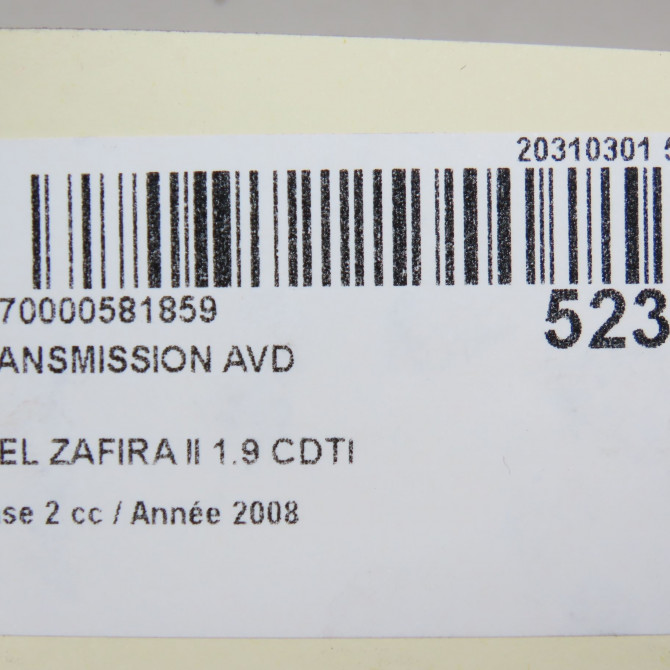 20310301 5
70000581859
523
ANSMISSION AVD
EL ZAFIRA II 1.9 CDTI
se 2 cc / Année 2008